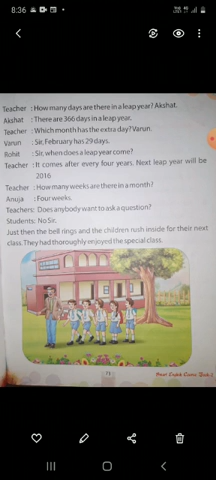 8:36
Teacher : How many days are there in a leap year? Akshat.
Akshat : There are 366 days in a leap year.
Teacher : Which month has the extra day? Varun.
Varun : Sir, February has 29 days.
Rohit : Sir, when does a leap year come?
Teacher : It comes after every four years. Next leap year will be
2016
Teacher : How many weeks are there in a month?
Anuja : Four weeks.
Teachers: Does anybody want to ask a question?
Students: No Sir.
Just then the bell rings and the children rush inside for their next
class. They had thoroughly enjoyed the special class.